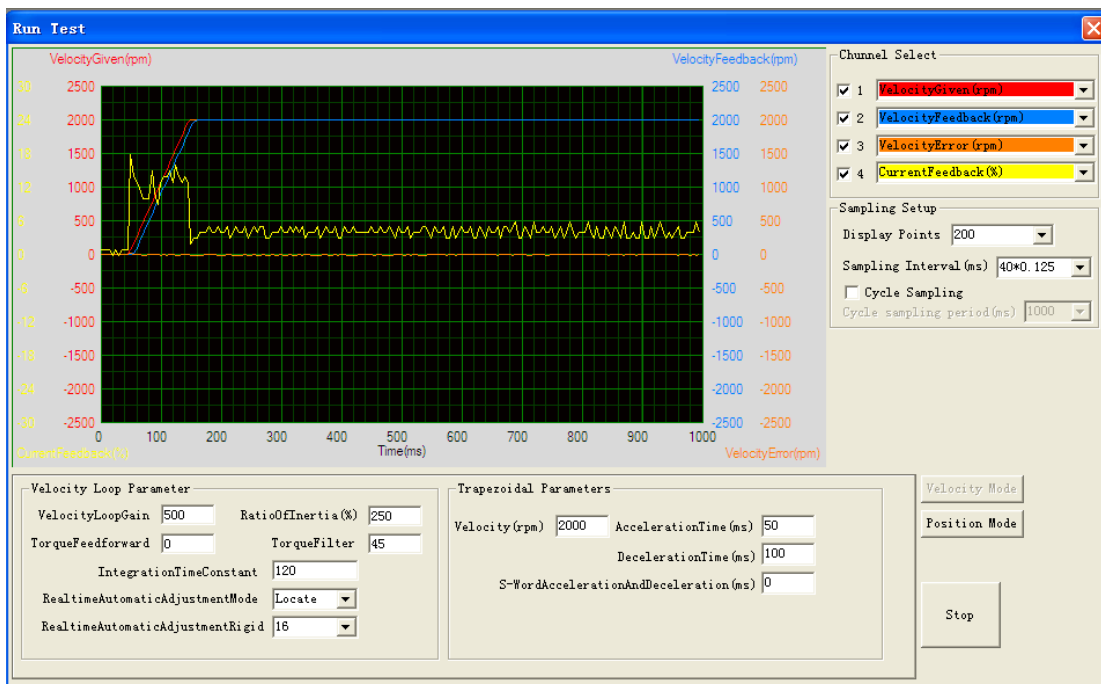 Run Test
VelocityGiven(rpm) VelocityFeedback(rpm)
30 2500 2500 2500
24 2000 2000 2000
18 1500 1500 1500
12 1000 1000 1000
6 500 500 500
0 0 0 0
-6 -500 -500 -500
-12 -1000 -1000 -1000
-18 -1500 -1500 -1500
-24 -2000 -2000 -2000
-30 -2500 -2500 -2500
0 100 200 300 400 500 600 700 800 900 1000
CurrentFeedback(%) Time(ms) VelocityError(rpm)
Chunnel Select
1 VelocityGiven(rpm)
2 VelocityFeedback(rpm)
3 VelocityError(rpm)
4 CurrentFeedback(%)
Sampling Setup
Display Points 200
Sampling Interval(ms) 40*0.125
Cycle Sampling
Cycle sampling period(ms) 1000
Velocity Loop Parameter
VelocityLoopGain 500 RatioOfInertia(%) 250
TorqueFeedforward 0 TorqueFilter 45
IntegrationTimeConstant 120
RealtimeAutomaticAdjustmentMode Locate
RealtimeAutomaticAdjustmentRigid 16
Trapezoidal Parameters
Velocity(rpm) 2000 AccelerationTime(ms) 50
DecelerationTime(ms) 100
S-WordAccelerationAndDeceleration(ms) 0
Velocity Mode
Position Mode
Stop